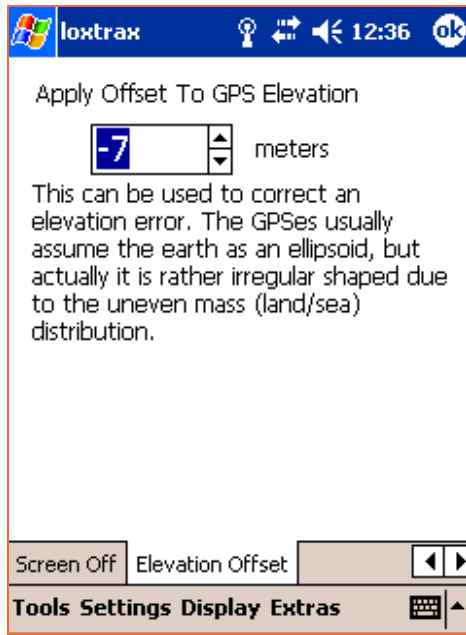 loxtrax 12:36 ok
Apply Offset To GPS Elevation
-7 meters
This can be used to correct an
elevation error. The GPSes usually
assume the earth as an ellipsoid, but
actually it is rather irregular shaped due
to the uneven mass (land/sea)
distribution.
Screen Off Elevation Offset
Tools Settings Display Extras